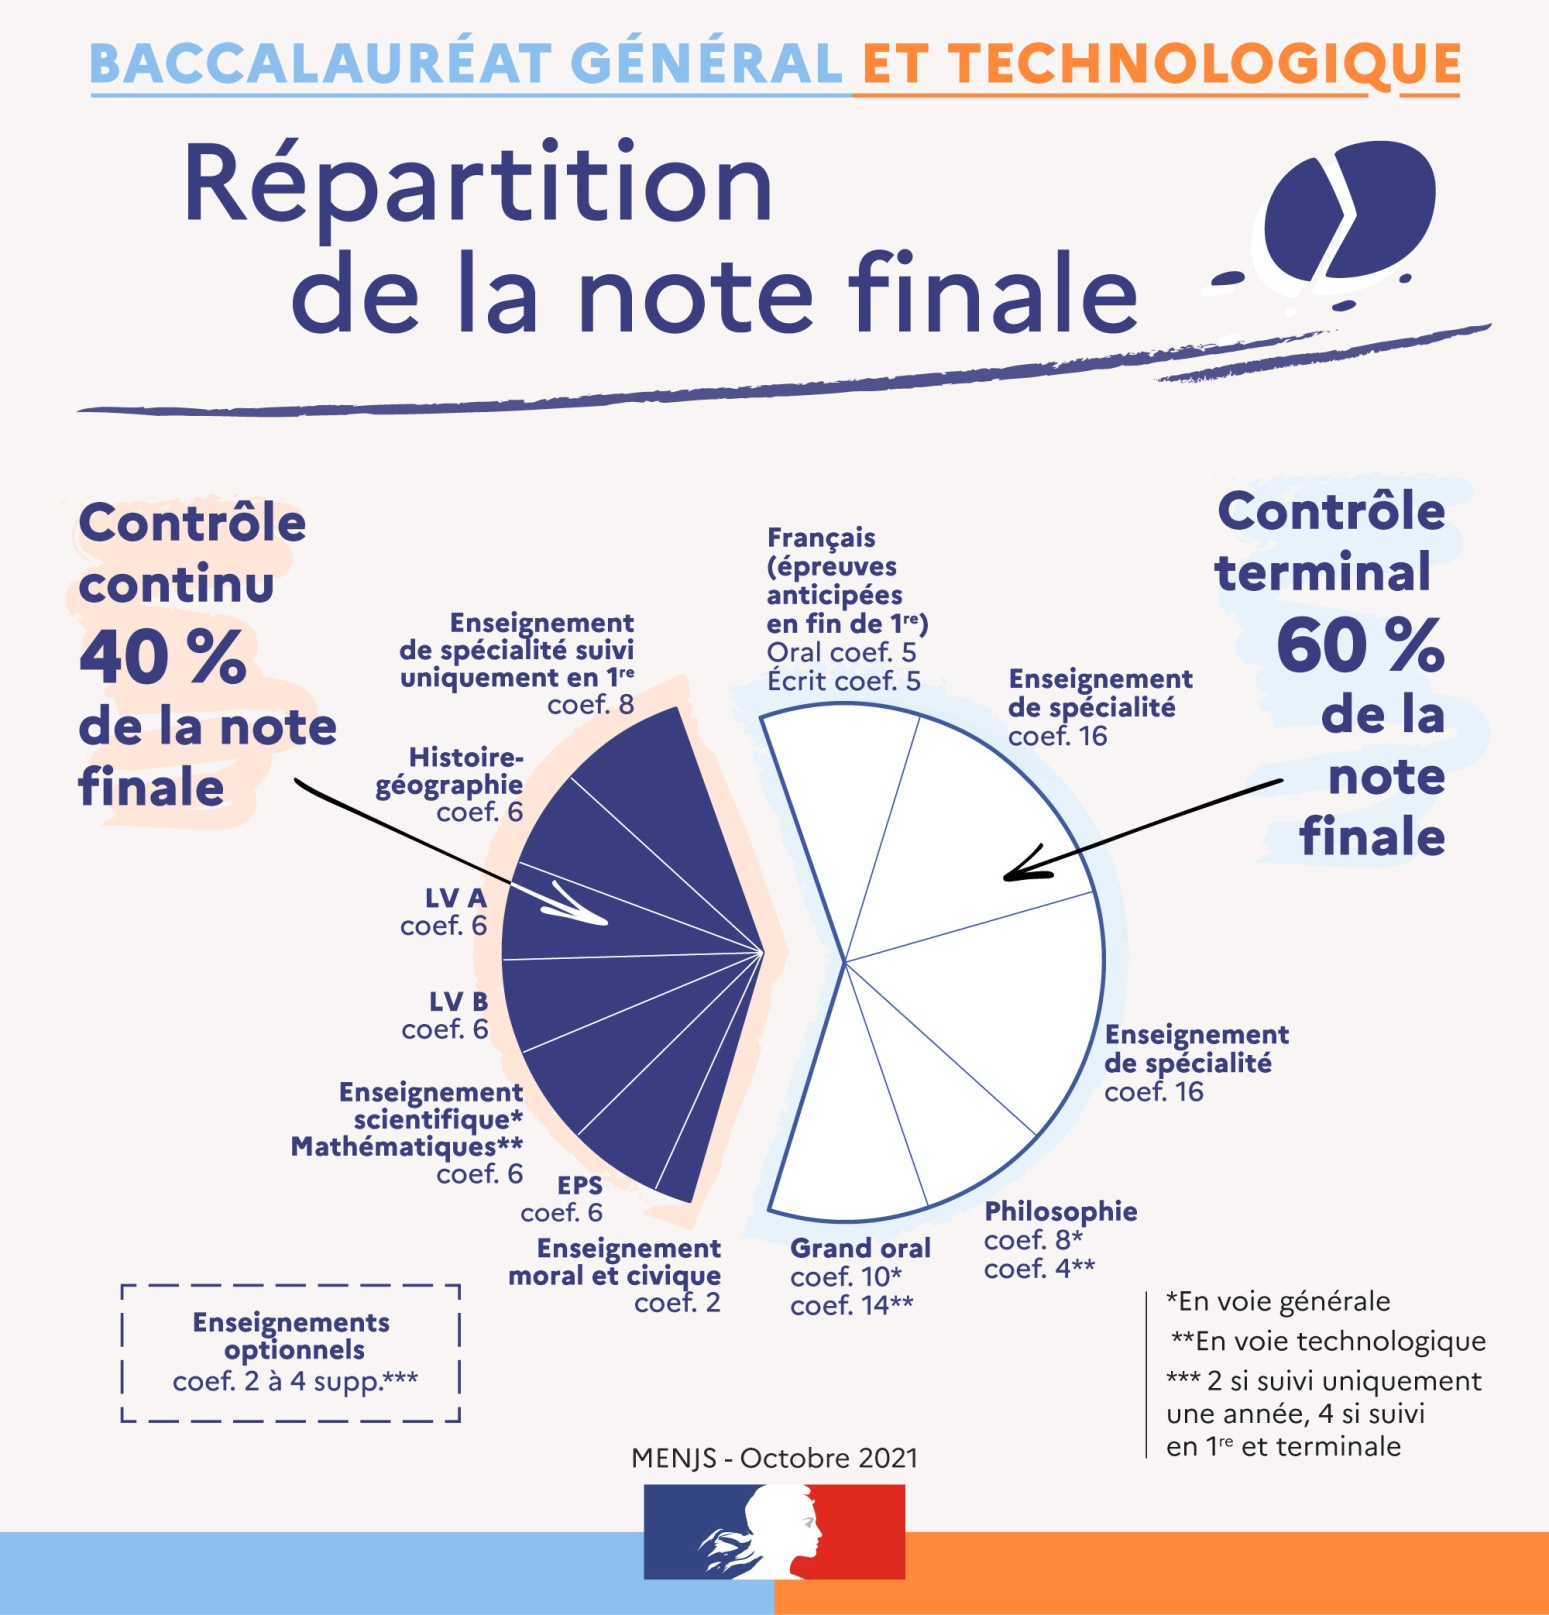 BACCALAURÉAT GÉNÉRAL ET TECHNOLOGIQUE
Répartition
de la note finale
Contrôle
continu
40 %
de la note
finale
Contrôle
terminal
60 %
de la
note
finale
Enseignement
de spécialité suivi
uniquement en 1re
coef. 8
Histoire-
géographie
coef. 6
LV A
coef. 6
LV B
coef. 6
Enseignement
scientifique*
Mathématiques**
coef. 6
EPS
coef. 6
Enseignement
moral et civique
coef. 2
Français
(épreuves
anticipées
en fin de 1re)
Oral coef. 5
Écrit coef. 5
Enseignement
de spécialité
coef. 16
Enseignement
de spécialité
coef. 16
Philosophie
coef. 8*
coef. 4**
Grand oral
coef. 10*
coef. 14**
Enseignements
optionnels
coef. 2 à 4 supp.***
*En voie générale
**En voie technologique
*** 2 si suivi uniquement
une année, 4 si suivi
en 1re et terminale
MENJS - Octobre 2021